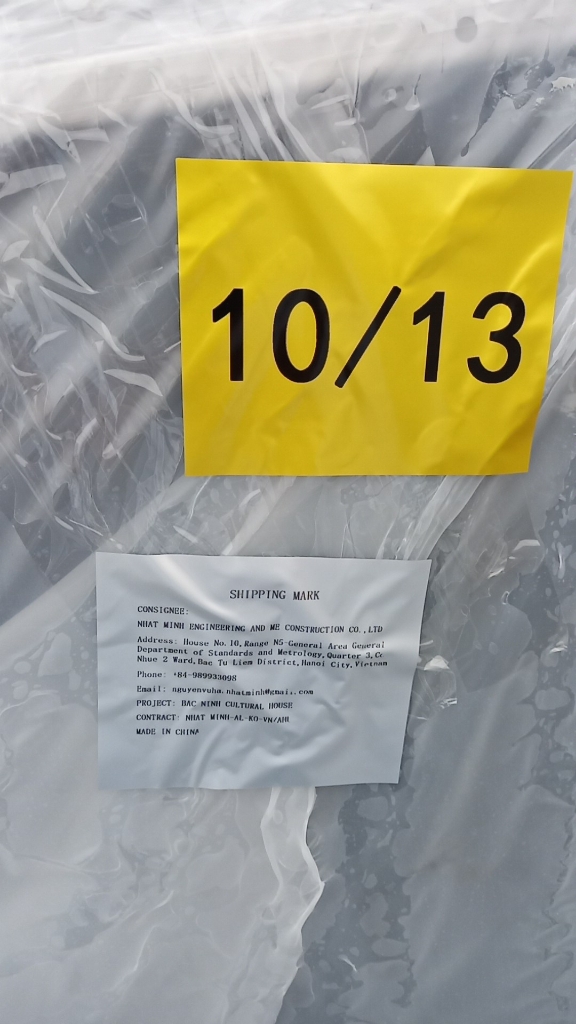 10/13
SHIPPING MARK
CONSIGNEE:
NHAT MINH ENGINEERING AND ME CONSTRUCTION CO.,LTD
Address: House No.10,Range N5-General Area General
Department of Standards and Metrology,Quarter 3,Co
Nhue 2 Ward,Bac Tu Liem District,Hanoi City,Vietnam
Phone: +84-989933098
Email: nguyenvuha.nhatminh@gmail.com
PROJECT: BAC NINH CULTURAL HOUSE
CONTRACT: NHAT MINH-AL-KO-VN/AHL
MADE IN CHINA